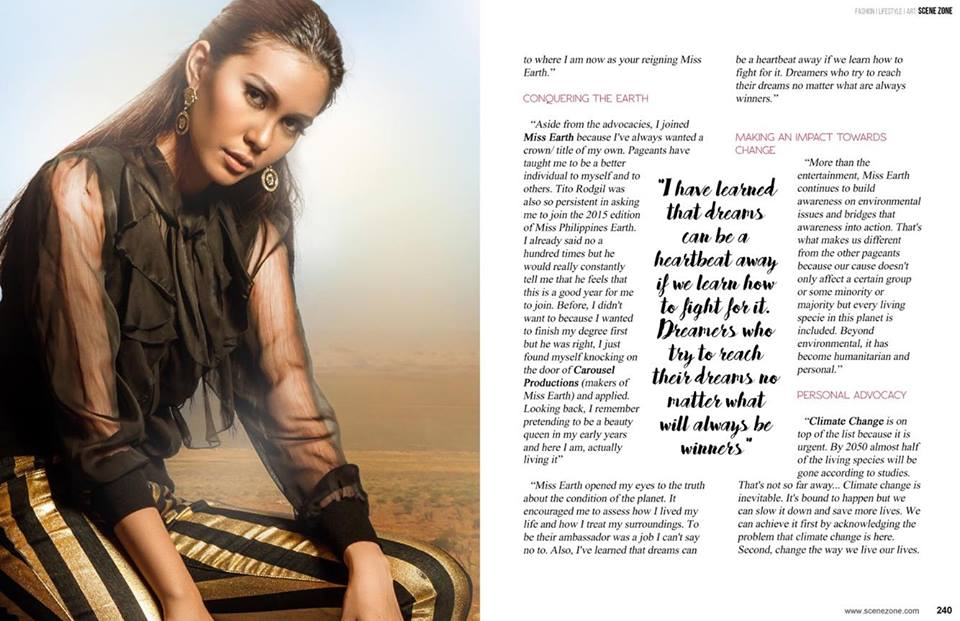 FASHION | LIFESTYLE | ART SCENE ZONE
to where I am now as your reigning Miss
Earth.”
CONQUERING THE EARTH
“Aside from the advocacies, I joined
Miss Earth because I've always wanted a
crown/ title of my own. Pageants have
taught me to be a better
individual to myself and to
others. Tito Rodgil was
also so persistent in asking
me to join the 2015 edition
of Miss Philippines Earth.
I already said no a
hundred times but he
would really constantly
tell me that he feels that
this is a good year for me
to join. Before, I didn't
want to because I wanted
to finish my degree first
but he was right, I just
found myself knocking on
the door of Carousel
Productions (makers of
Miss Earth) and applied.
Looking back, I remember
pretending to be a beauty
queen in my early years
and here I am, actually
living it”
“Miss Earth opened my eyes to the truth
about the condition of the planet. It
encouraged me to assess how I lived my
life and how I treat my surroundings. To
be their ambassador was a job I can't say
no to. Also, I've learned that dreams can
"I have learned
that dreams
can be a
heartbeat away
if we learn how
to fight for it.
Dreamers who
try to reach
their dreams no
matter what
will always be
winners"
be a heartbeat away if we learn how to
fight for it. Dreamers who try to reach
their dreams no matter what are always
winners.”
MAKING AN IMPACT TOWARDS
CHANGE
“More than the
entertainment, Miss Earth
continues to build
awareness on environmental
issues and bridges that
awareness into action. That's
what makes us different
from the other pageants
because our cause doesn't
only affect a certain group
or some minority or
majority but every living
specie in this planet is
included. Beyond
environmental, it has
become humanitarian and
personal.”
PERSONAL ADVOCACY
“Climate Change is on
top of the list because it is
urgent. By 2050 almost half
of the living species will be
gone according to studies.
That's not so far away... Climate change is
inevitable. It's bound to happen but we
can slow it down and save more lives. We
can achieve it first by acknowledging the
problem that climate change is here.
Second, change the way we live our lives.
www.scenezone.com 240